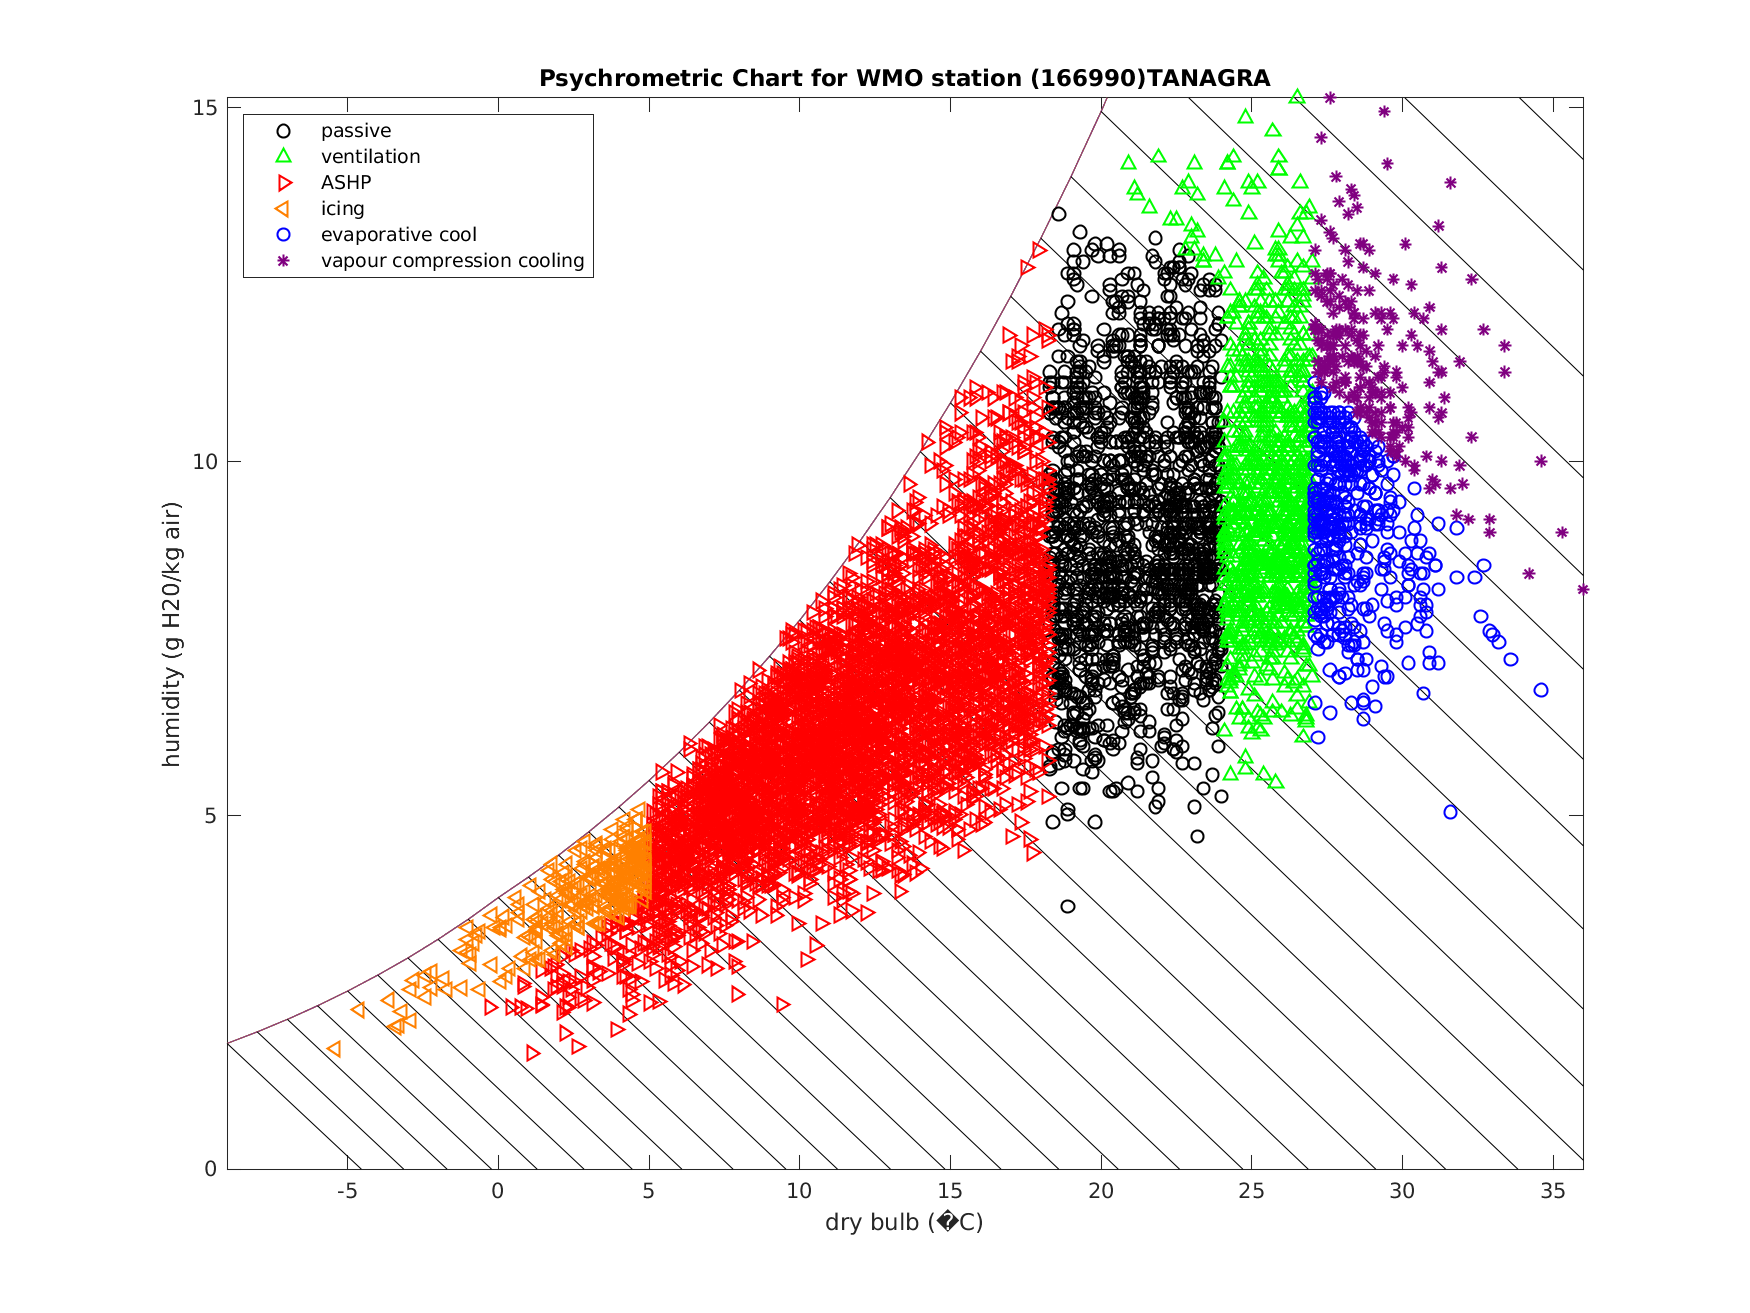 Psychrometric Chart for WMO station (166990)TANAGRA
passive
ventilation
ASHP
icing
evaporative cool
vapour compression cooling
15
10
5
0
humidity (g H20/kg air)
-5 0 5 10 15 20 25 30 35
dry bulb (�C)